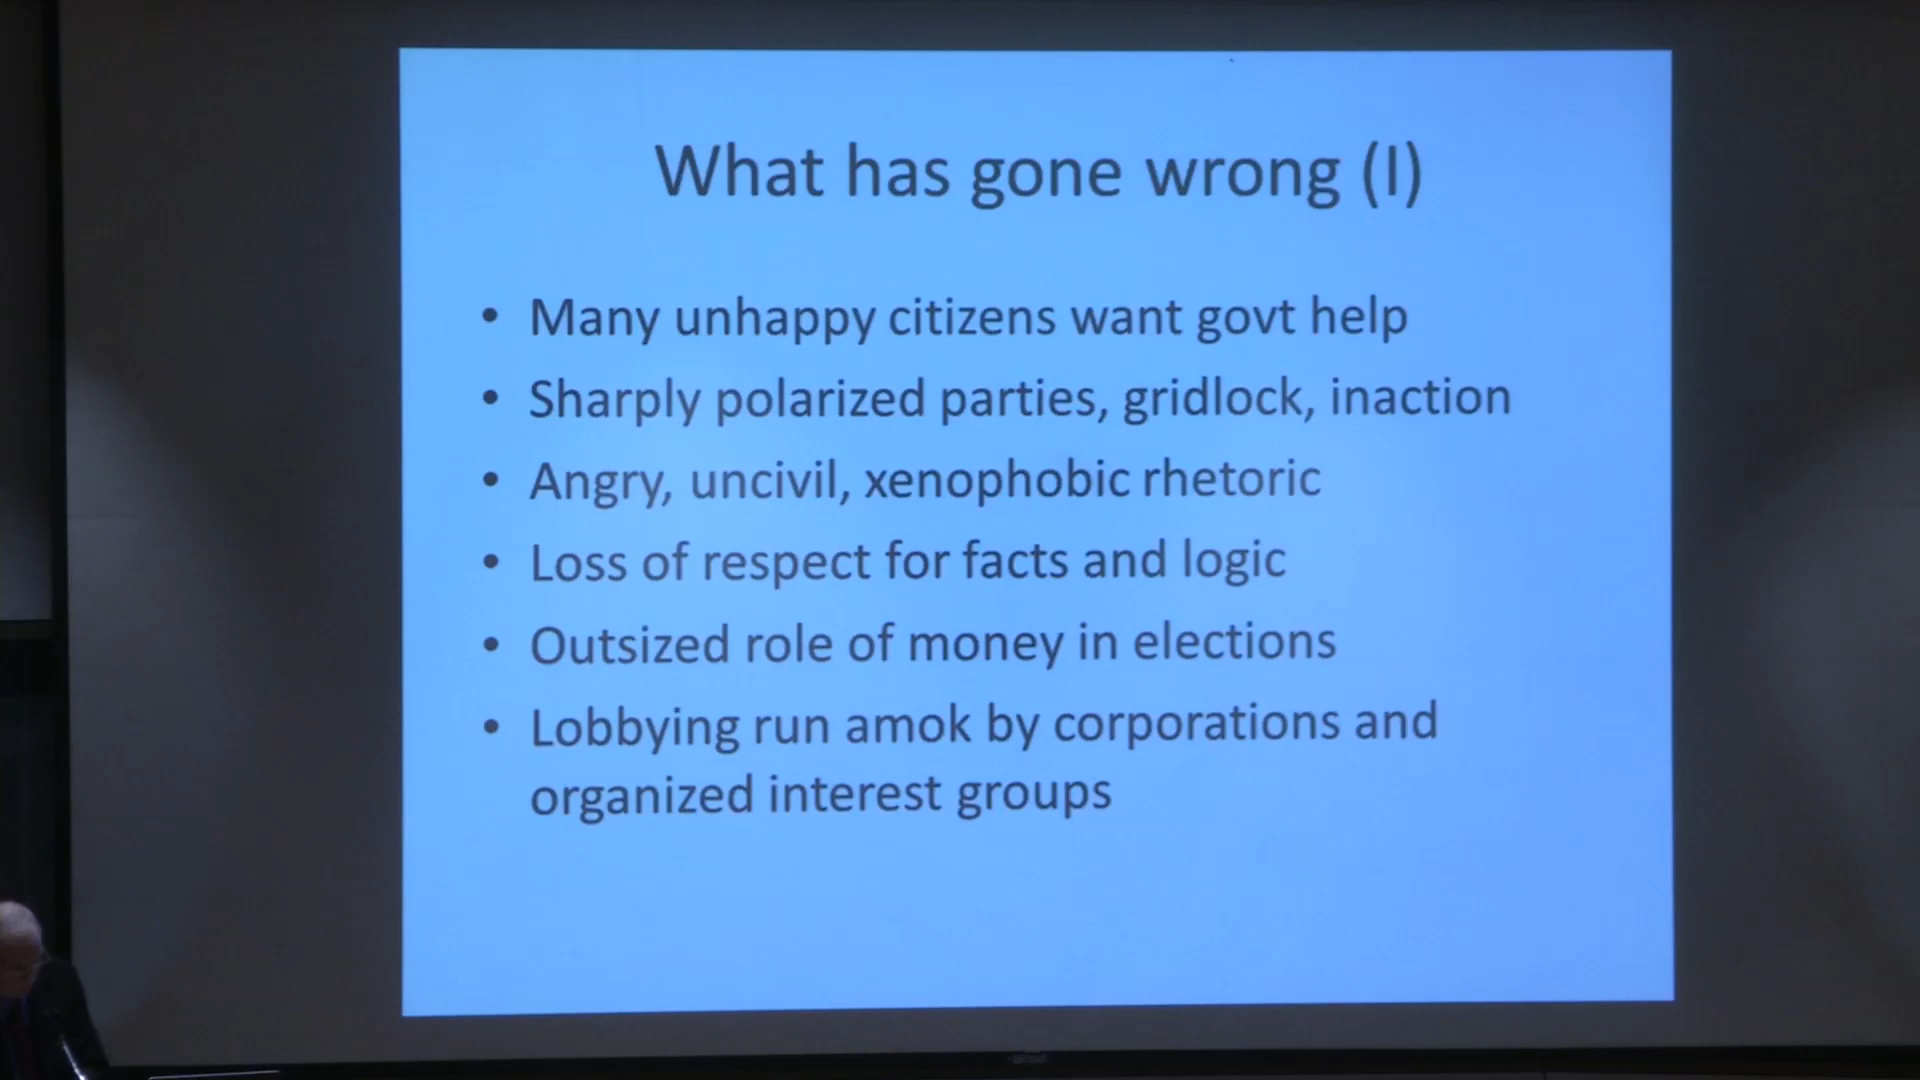 What has gone wrong (I)
• Many unhappy citizens want govt help
• Sharply polarized parties, gridlock, inaction
• Angry, uncivil, xenophobic rhetoric
• Loss of respect for facts and logic
• Outsized role of money in elections
• Lobbying run amok by corporations and
organized interest groups